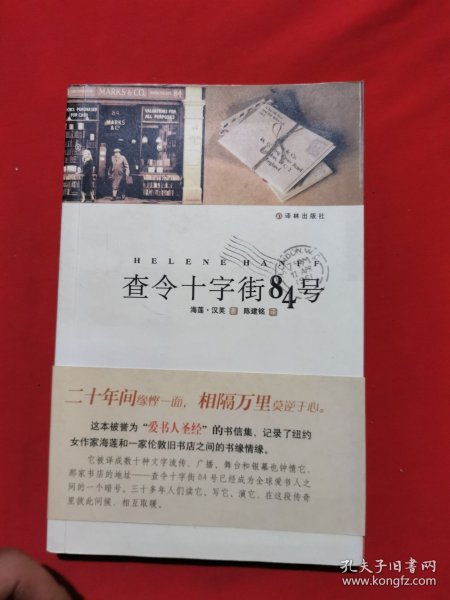 MARKS & CO. 84
BOOKS PURCHASED
FOR CASH
VALUATIONS FOR
ALL PURPOSES
84
MARKS
& Cº
England
译林出版社
HELENE HANFF
LONDON.W.
查令十字街84号
海莲·汉芙 著 陈建铭 译
二十年间缘悭一面，相隔万里莫逆于心。
这本被誉为“爱书人圣经”的书信集，记录了纽约
女作家海莲和一家伦敦旧书店之间的书缘情缘。
它被译成数十种文字流传，广播、舞台和银幕也钟情它，
那家书店的地址——查令十字街84号已经成为全球爱书人之
间的一个暗号。三十多年人们读它、写它、演它，在这段传奇
里彼此问候，相互取暖。
孔夫子旧书网
www.kongfz.com